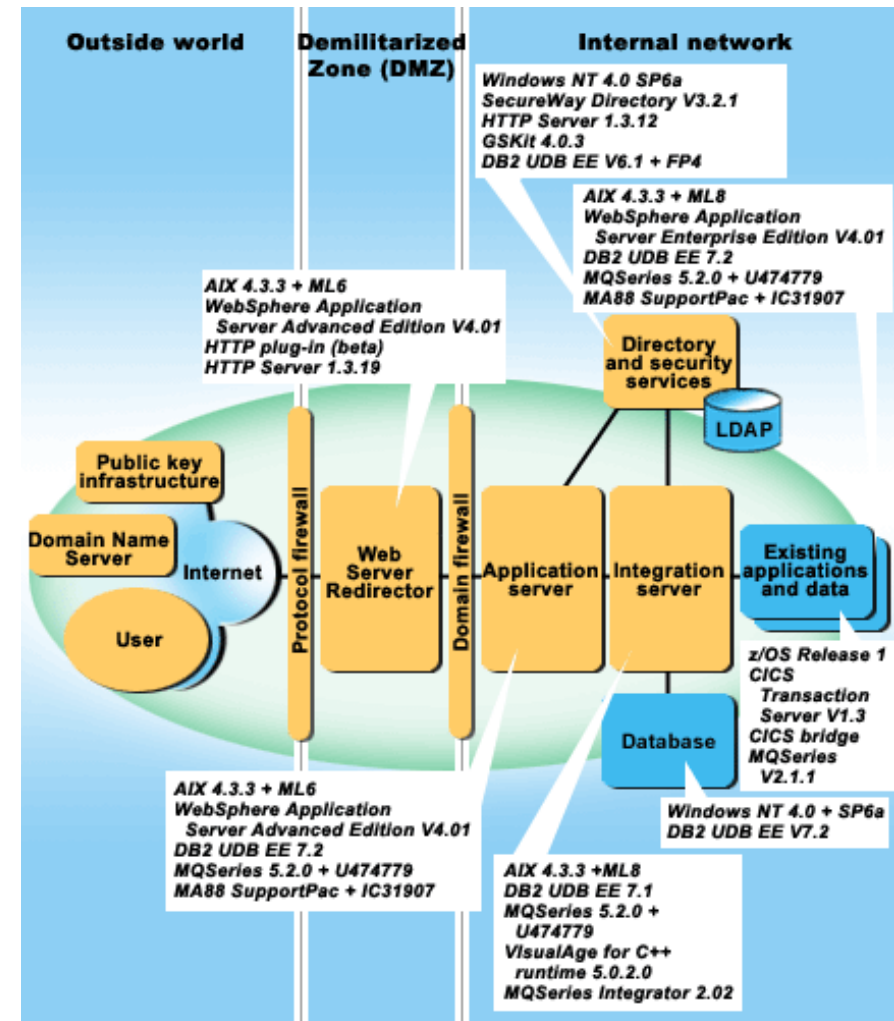 Outside world
Demilitarized
Zone (DMZ)
Internal network
Windows NT 4.0 SP6a
SecureWay Directory V3.2.1
HTTP Server 1.3.12
GSKit 4.0.3
DB2 UDB EE V6.1 + FP4
AIX 4.3.3 + ML8
WebSphere Application
Server Enterprise Edition V4.01
DB2 UDB EE 7.2
MQSeries 5.2.0 + U474779
MA88 SupportPac + IC31907
AIX 4.3.3 + ML6
WebSphere Application
Server Advanced Edition V4.01
HTTP plug-in (beta)
HTTP Server 1.3.19
Directory
and security
services
LDAP
Public key
infrastructure
Domain Name
Server
Internet
User
Protocol firewall
Web
Server
Redirector
Domain firewall
Application
server
Integration
server
Existing
applications
and data
Database
z/OS Release 1
CICS
Transaction
Server V1.3
CICS bridge
MQSeries
V2.1.1
Windows NT 4.0 + SP6a
DB2 UDB EE V7.2
AIX 4.3.3 + ML6
WebSphere Application
Server Advanced Edition V4.01
DB2 UDB EE 7.2
MQSeries 5.2.0 + U474779
MA88 SupportPac + IC31907
AIX 4.3.3 +ML8
DB2 UDB EE 7.1
MQSeries 5.2.0 +
U474779
VIsualAge for C++
runtime 5.0.2.0
MQSeries Integrator 2.02